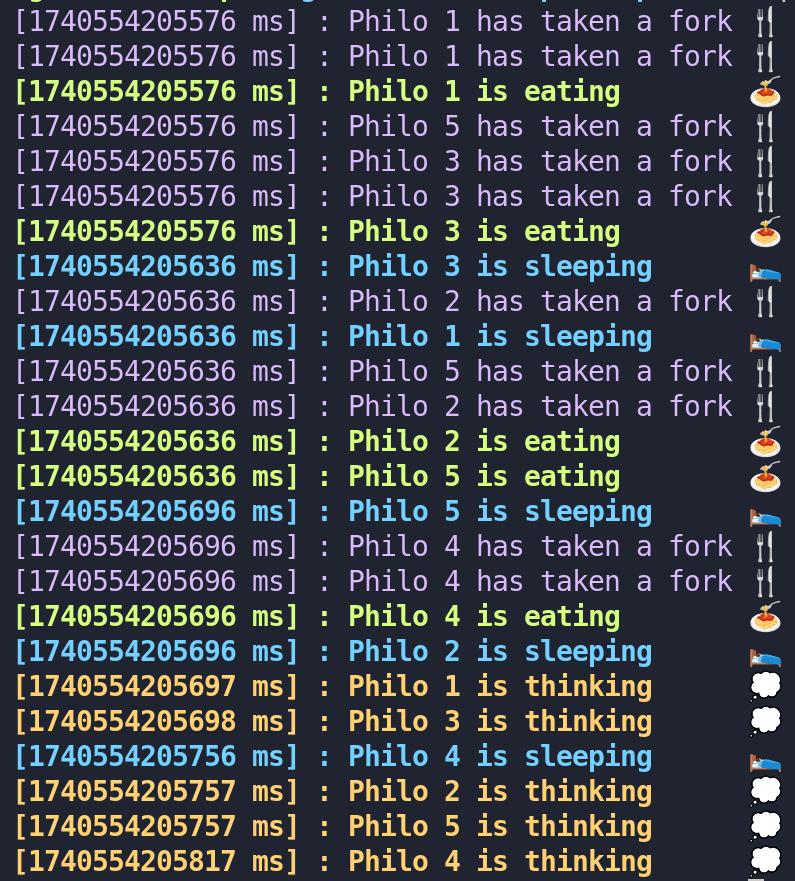 [1740554205576 ms] : Philo 1 has taken a fork 🍴
[1740554205576 ms] : Philo 1 has taken a fork 🍴
[1740554205576 ms] : Philo 1 is eating 🍝
[1740554205576 ms] : Philo 5 has taken a fork 🍴
[1740554205576 ms] : Philo 3 has taken a fork 🍴
[1740554205576 ms] : Philo 3 has taken a fork 🍴
[1740554205576 ms] : Philo 3 is eating 🍝
[1740554205636 ms] : Philo 3 is sleeping 🛌
[1740554205636 ms] : Philo 2 has taken a fork 🍴
[1740554205636 ms] : Philo 1 is sleeping 🛌
[1740554205636 ms] : Philo 5 has taken a fork 🍴
[1740554205636 ms] : Philo 2 has taken a fork 🍴
[1740554205636 ms] : Philo 2 is eating 🍝
[1740554205636 ms] : Philo 5 is eating 🍝
[1740554205696 ms] : Philo 5 is sleeping 🛌
[1740554205696 ms] : Philo 4 has taken a fork 🍴
[1740554205696 ms] : Philo 4 has taken a fork 🍴
[1740554205696 ms] : Philo 4 is eating 🍝
[1740554205696 ms] : Philo 2 is sleeping 🛌
[1740554205697 ms] : Philo 1 is thinking 💭
[1740554205698 ms] : Philo 3 is thinking 💭
[1740554205756 ms] : Philo 4 is sleeping 🛌
[1740554205757 ms] : Philo 2 is thinking 💭
[1740554205757 ms] : Philo 5 is thinking 💭
[1740554205817 ms] : Philo 4 is thinking 💭